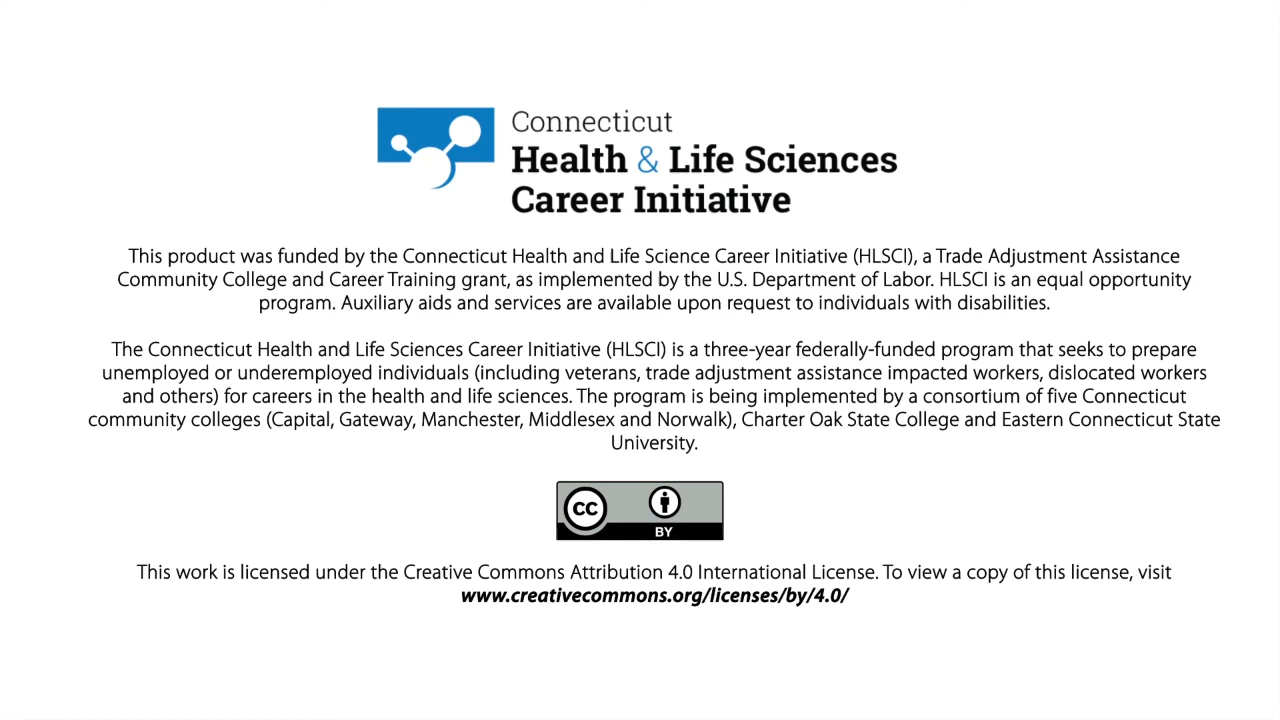 Connecticut
Health & Life Sciences
Career Initiative
This product was funded by the Connecticut Health and Life Science Career Initiative (HLSCI), a Trade Adjustment Assistance
Community College and Career Training grant, as implemented by the U.S. Department of Labor. HLSCI is an equal opportunity
program. Auxiliary aids and services are available upon request to individuals with disabilities.
The Connecticut Health and Life Sciences Career Initiative (HLSCI) is a three-year federally-funded program that seeks to prepare
unemployed or underemployed individuals (including veterans, trade adjustment assistance impacted workers, dislocated workers
and others) for careers in the health and life sciences. The program is being implemented by a consortium of five Connecticut
community colleges (Capital, Gateway, Manchester, Middlesex and Norwalk), Charter Oak State College and Eastern Connecticut State
University.
CC
BY
This work is licensed under the Creative Commons Attribution 4.0 International License. To view a copy of this license, visit
www.creativecommons.org/licenses/by/4.0/